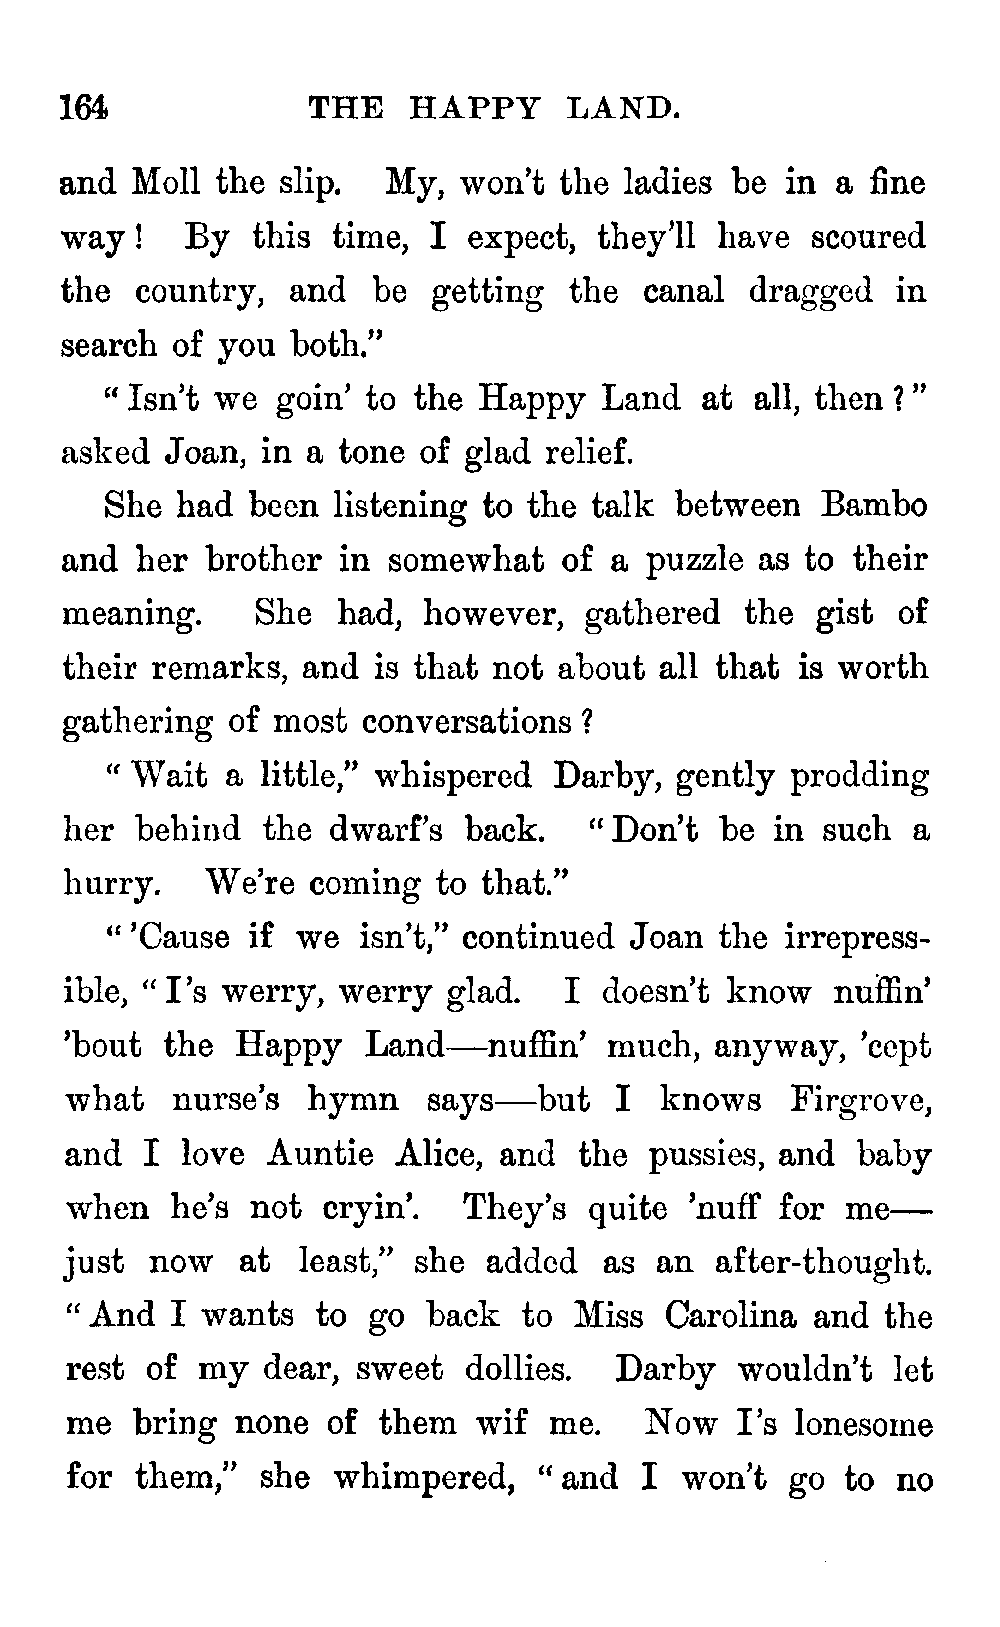 164 THE HAPPY LAND.
and Moll the slip. My, won't the ladies be in a fine
way! By this time, I expect, they'll have scoured
the country, and be getting the canal dragged in
search of you both."
"Isn't we goin' to the Happy Land at all, then?"
asked Joan, in a tone of glad relief.
She had been listening to the talk between Bambo
and her brother in somewhat of a puzzle as to their
meaning. She had, however, gathered the gist of
their remarks, and is that not about all that is worth
gathering of most conversations?
"Wait a little," whispered Darby, gently prodding
her behind the dwarf's back. "Don't be in such a
hurry. We're coming to that."
"'Cause if we isn't," continued Joan the irrepress-
ible, "I's werry, werry glad. I doesn't know nuffin'
'bout the Happy Land—nuffin' much, anyway, 'cept
what nurse's hymn says—but I knows Firgrove,
and I love Auntie Alice, and the pussies, and baby
when he's not cryin'. They's quite 'nuff for me—
just now at least," she added as an after-thought.
"And I wants to go back to Miss Carolina and the
rest of my dear, sweet dollies. Darby wouldn't let
me bring none of them wif me. Now I's lonesome
for them," she whimpered, "and I won't go to no